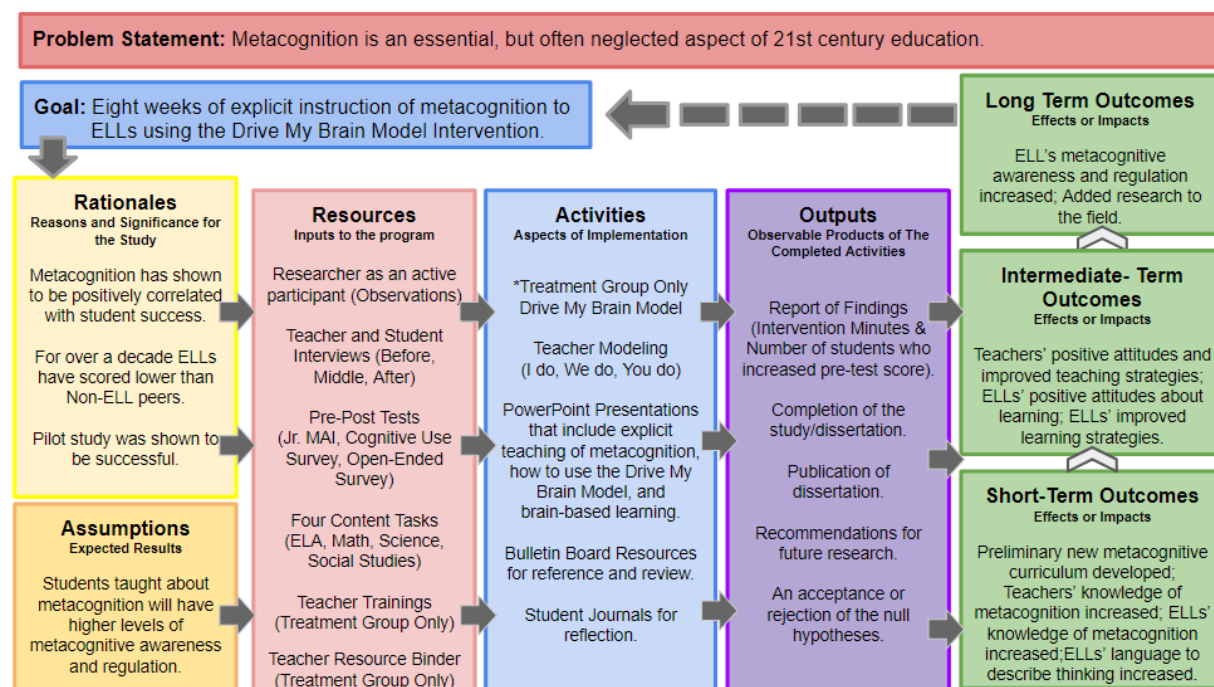 Problem Statement: Metacognition is an essential, but often neglected aspect of 21st century education.
Goal: Eight weeks of explicit instruction of metacognition to
ELLs using the Drive My Brain Model Intervention.
Rationales
Reasons and Significance for
the Study
Metacognition has shown
to be positively correlated
with student success.
For over a decade ELLs
have scored lower than
Non-ELL peers.
Pilot study was shown to
be successful.
Assumptions
Expected Results
Students taught about
metacognition will have
higher levels of
metacognitive awareness
and regulation.
Resources
Inputs to the program
Researcher as an active
participant (Observations)
Teacher and Student
Interviews (Before,
Middle, After)
Pre-Post Tests
(Jr. MAI, Cognitive Use
Survey, Open-Ended
Survey)
Four Content Tasks
(ELA, Math, Science,
Social Studies)
Teacher Trainings
(Treatment Group Only)
Teacher Resource Binder
(Treatment Group Only)
Activities
Aspects of Implementation
*Treatment Group Only
Drive My Brain Model
Teacher Modeling
(I do, We do, You do)
PowerPoint Presentations
that include explicit
teaching of metacognition,
how to use the Drive My
Brain Model, and
brain-based learning.
Bulletin Board Resources
for reference and review.
Student Journals for
reflection.
Outputs
Observable Products of The
Completed Activities
Report of Findings
(Intervention Minutes &
Number of students who
increased pre-test score).
Completion of the
study/dissertation.
Publication of
dissertation.
Recommendations for
future research.
An acceptance or
rejection of the null
hypotheses.
Long Term Outcomes
Effects or Impacts
ELL's metacognitive
awareness and regulation
increased; Added research to
the field.
Intermediate- Term
Outcomes
Effects or Impacts
Teachers' positive attitudes and
improved teaching strategies;
ELLs' positive attitudes about
learning; ELLs' improved
learning strategies.
Short-Term Outcomes
Effects or Impacts
Preliminary new metacognitive
curriculum developed;
Teachers' knowledge of
metacognition increased; ELLs'
knowledge of metacognition
increased;ELLs' language to
describe thinking increased.